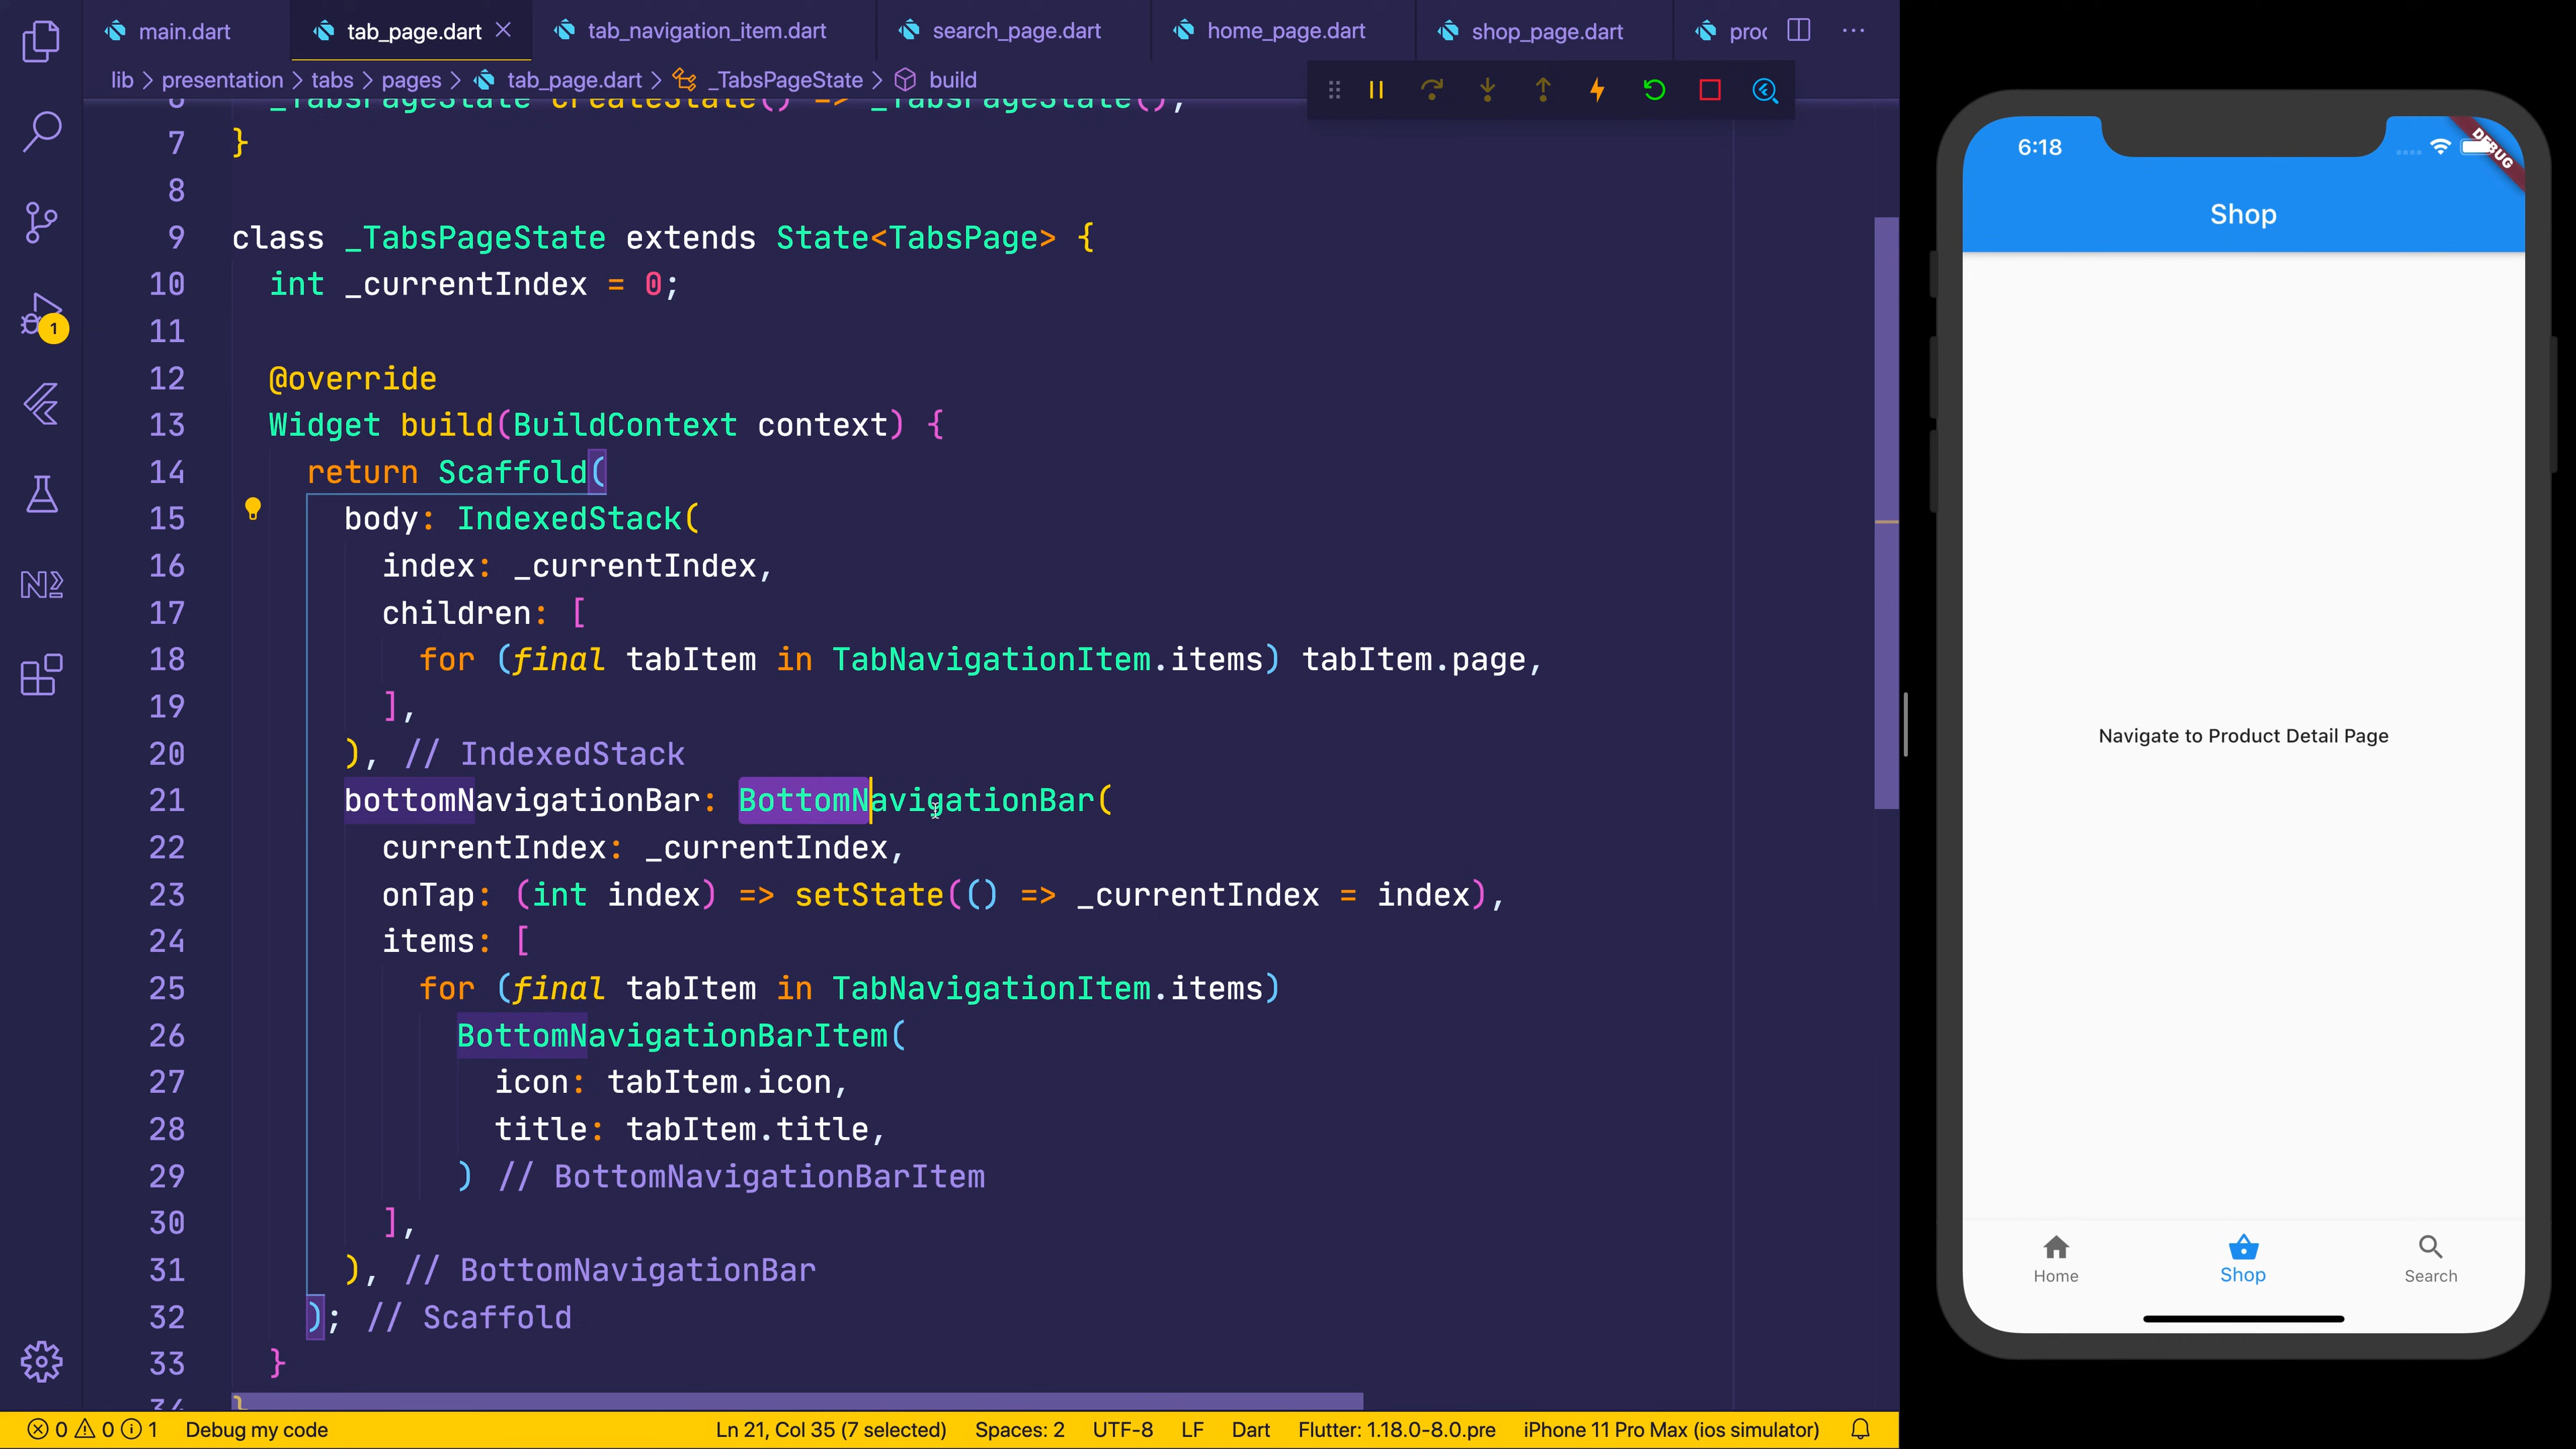 main.dart
tab_page.dart
tab_navigation_item.dart
search_page.dart
home_page.dart
shop_page.dart
lib > presentation > tabs > pages > tab_page.dart > _TabsPageState > build
_TabsPageState createState() => _TabsPageState();
7 }
8
9 class _TabsPageState extends State<TabsPage> {
10 int _currentIndex = 0;
11
12 @override
13 Widget build(BuildContext context) {
14 return Scaffold(
15 body: IndexedStack(
16 index: _currentIndex,
17 children: [
18 for (final tabItem in TabNavigationItem.items) tabItem.page,
19 ],
20 ), // IndexedStack
21 bottomNavigationBar: BottomNavigationBar(
22 currentIndex: _currentIndex,
23 onTap: (int index) => setState(() => _currentIndex = index),
24 items: [
25 for (final tabItem in TabNavigationItem.items)
26 BottomNavigationBarItem(
27 icon: tabItem.icon,
28 title: tabItem.title,
29 ) // BottomNavigationBarItem
30 ],
31 ), // BottomNavigationBar
32 ); // Scaffold
33 }
1
0 0 1 Debug my code
Ln 21, Col 35 (7 selected) Spaces: 2 UTF-8 LF Dart Flutter: 1.18.0-8.0.pre iPhone 11 Pro Max (ios simulator)
6:18
DEBUG
Shop
Navigate to Product Detail Page
Home
Shop
Search